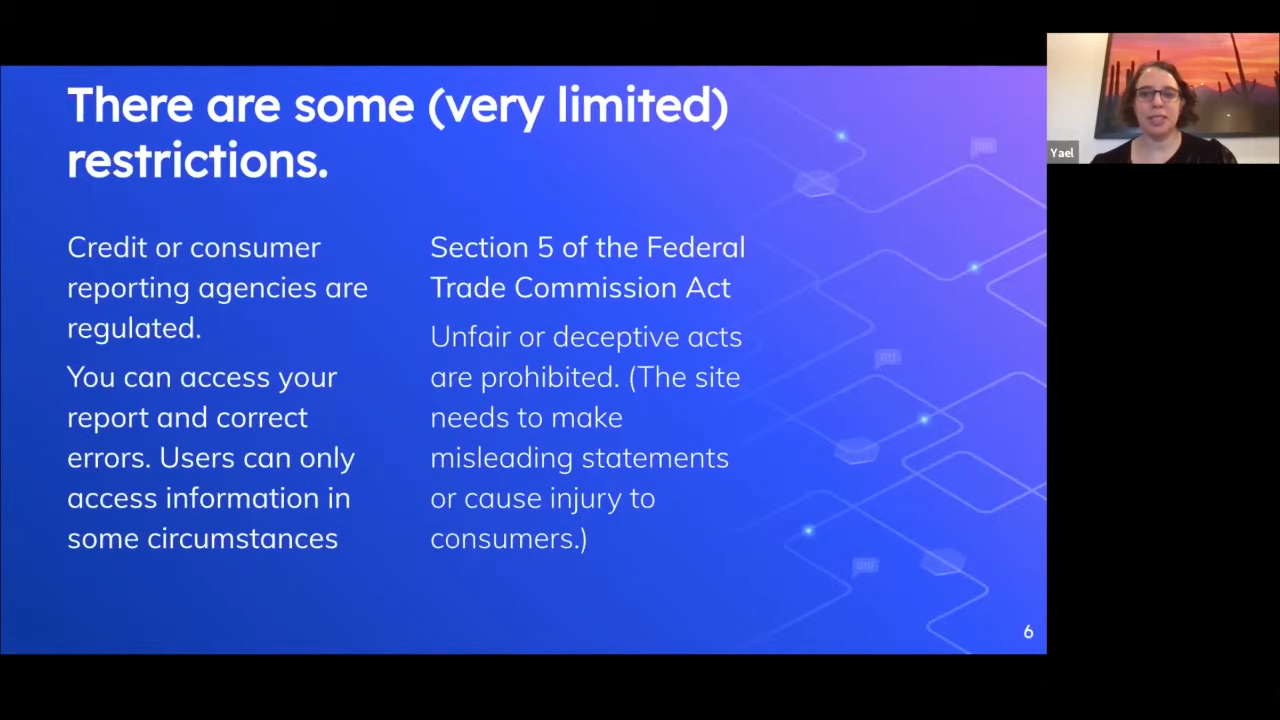 There are some (very limited)
restrictions.
Credit or consumer
reporting agencies are
regulated.
You can access your
report and correct
errors. Users can only
access information in
some circumstances
Section 5 of the Federal
Trade Commission Act
Unfair or deceptive acts
are prohibited. (The site
needs to make
misleading statements
or cause injury to
consumers.)
6
Yael